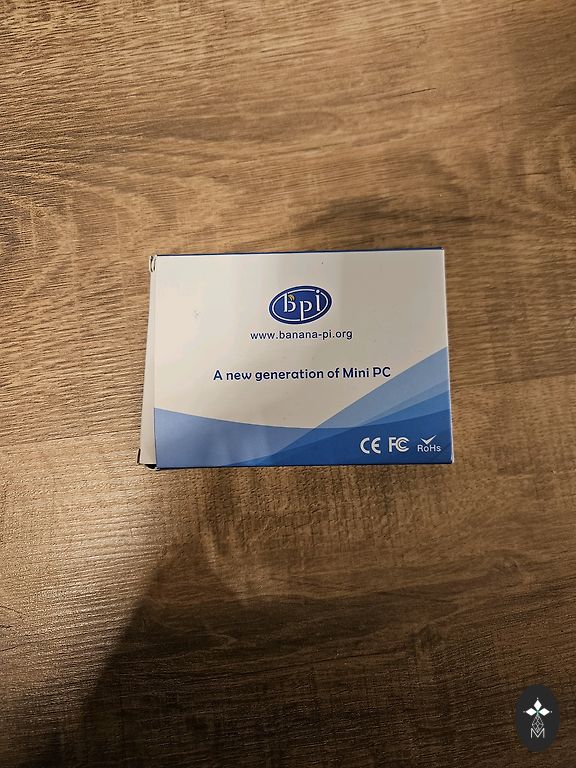 bpi
www.banana-pi.org
A new generation of Mini PC
CE FC RoHs
M